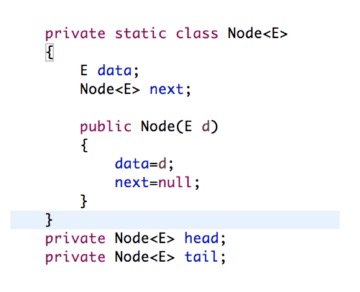 private static class Node<E>
{
    E data;
    Node<E> next;

    public Node(E d)
    {
        data=d;
        next=null;
    }
}
private Node<E> head;
private Node<E> tail;